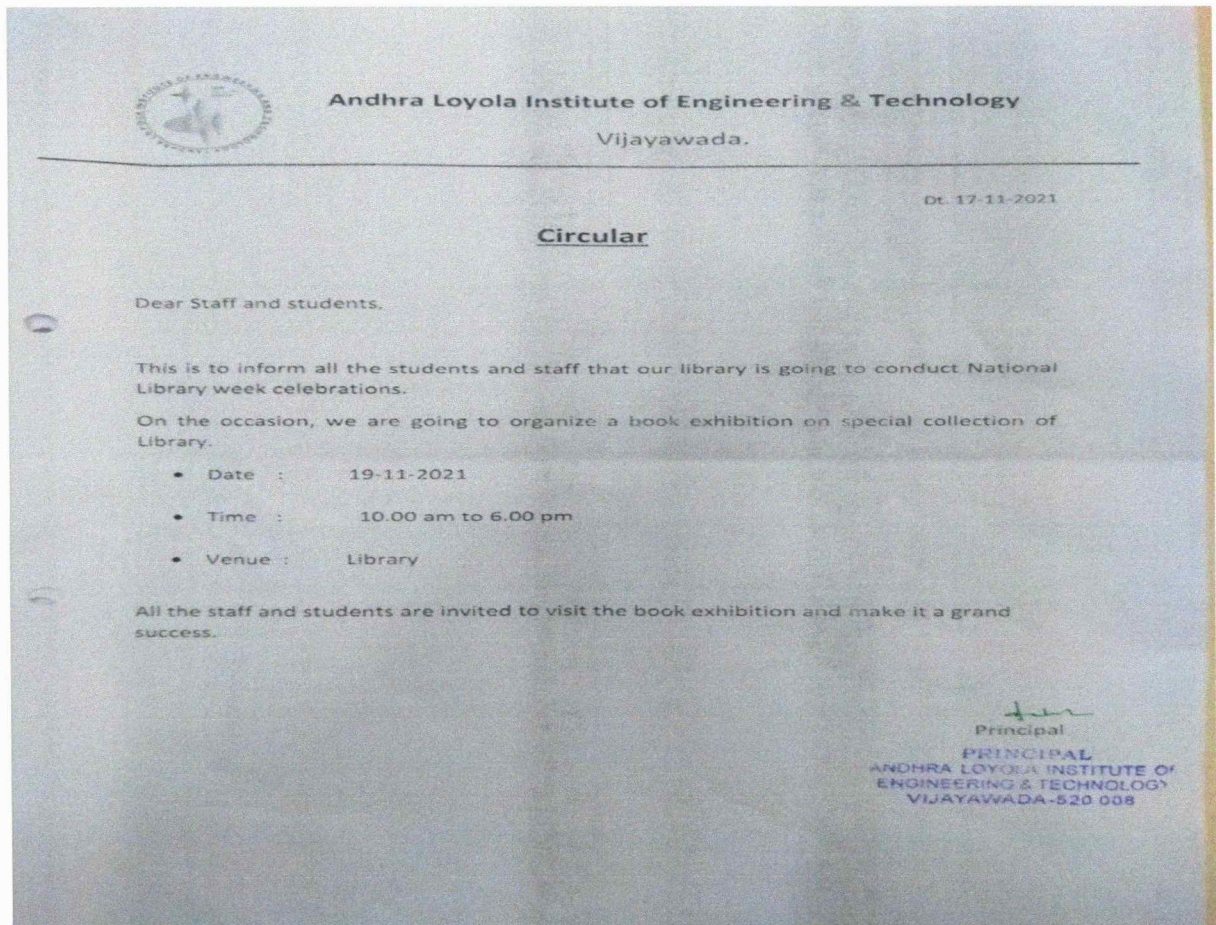 Andhra Loyola Institute of Engineering & Technology
Vijayawada.
Dt. 17-11-2021
Circular
Dear Staff and students,
This is to inform all the students and staff that our library is going to conduct National
Library week celebrations.
On the occasion, we are going to organize a book exhibition on special collection of
Library.
• Date : 19-11-2021
• Time : 10.00 am to 6.00 pm
• Venue : Library
All the staff and students are invited to visit the book exhibition and make it a grand
success.
Principal
PRINCIPAL
ANDHRA LOYOLA INSTITUTE OF
ENGINEERING & TECHNOLOGY
VIJAYAWADA-520 008